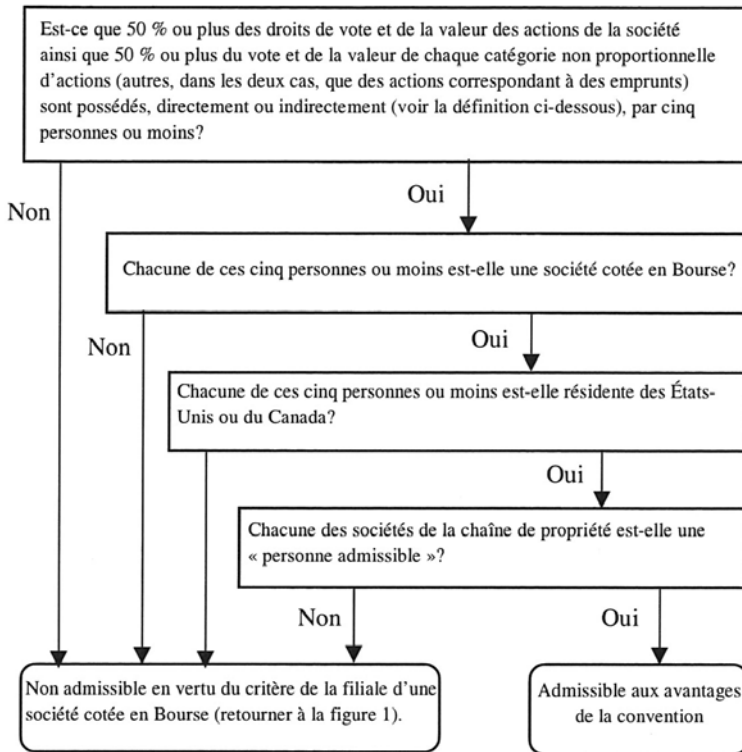 Est-ce que 50 % ou plus des droits de vote et de la valeur des actions de la société
ainsi que 50 % ou plus du vote et de la valeur de chaque catégorie non proportionnelle
d'actions (autres, dans les deux cas, que des actions correspondant à des emprunts)
sont possédés, directement ou indirectement (voir la définition ci-dessous), par cinq
personnes ou moins?
Non
Oui
Chacune de ces cinq personnes ou moins est-elle une société cotée en Bourse?
Non
Oui
Chacune de ces cinq personnes ou moins est-elle résidente des États-
Unis ou du Canada?
Oui
Chacune des sociétés de la chaîne de propriété est-elle une
« personne admissible »?
Non
Oui
Non admissible en vertu du critère de la filiale d'une
société cotée en Bourse (retourner à la figure 1).
Admissible aux avantages
de la convention